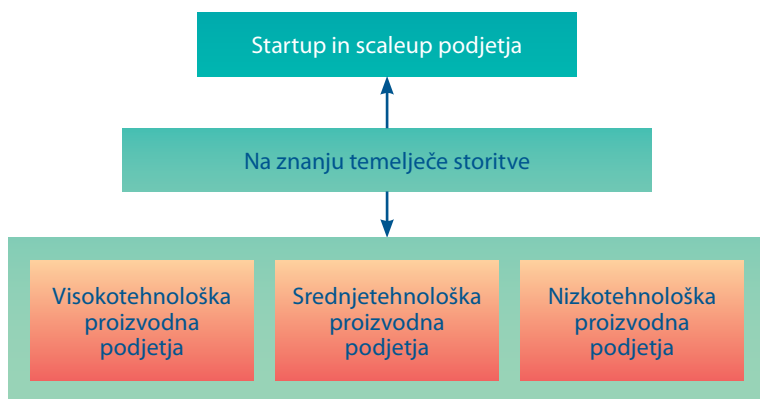 Startup in scaleup podjetja
Na znanju temelječe storitve
Visokotehnološka
proizvodna
podjetja
Srednjetehnološka
proizvodna
podjetja
Nizkotehnološka
proizvodna
podjetja